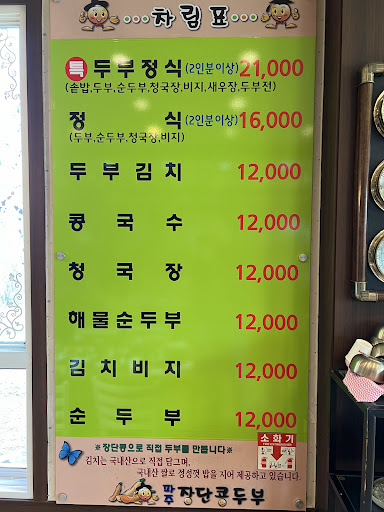 ···차림표···
특 두부정식(2인분이상)21,000
(솥밥,두부,순두부,청국장,비지,새우장,두부전)
정 식(2인분이상)16,000
(두부,순두부,청국장,비지)
두부김치 12,000
콩국수 12,000
청국장 12,000
해물순두부 12,000
김치비지 12,000
순두부 12,000
※장단콩으로 직접 두부를 만듭니다※
김치는 국내산으로 직접 담그며,
국내산 쌀로 정성껏 밥을 지어 제공하고 있습니다.
소화기
장단콩두부